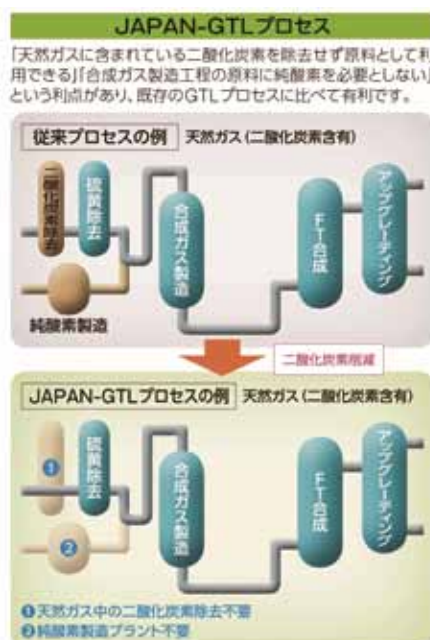 JAPAN-GTLプロセス
「天然ガスに含まれている二酸化炭素を除去せず原料として利
用できる」「合成ガス製造工程の原料に純酸素を必要としない」
という利点があり、既存のGTLプロセスに比べて有利です。
従来プロセスの例 天然ガス(二酸化炭素含有)
二酸化炭素除去
硫黄除去
合成ガス製造
FT合成
アップグレーディング
純酸素製造
二酸化炭素削減
JAPAN-GTLプロセスの例 天然ガス(二酸化炭素含有)
❶
硫黄除去
合成ガス製造
FT合成
アップグレーディング
❷
❶天然ガス中の二酸化炭素除去不要
❷純酸素製造プラント不要